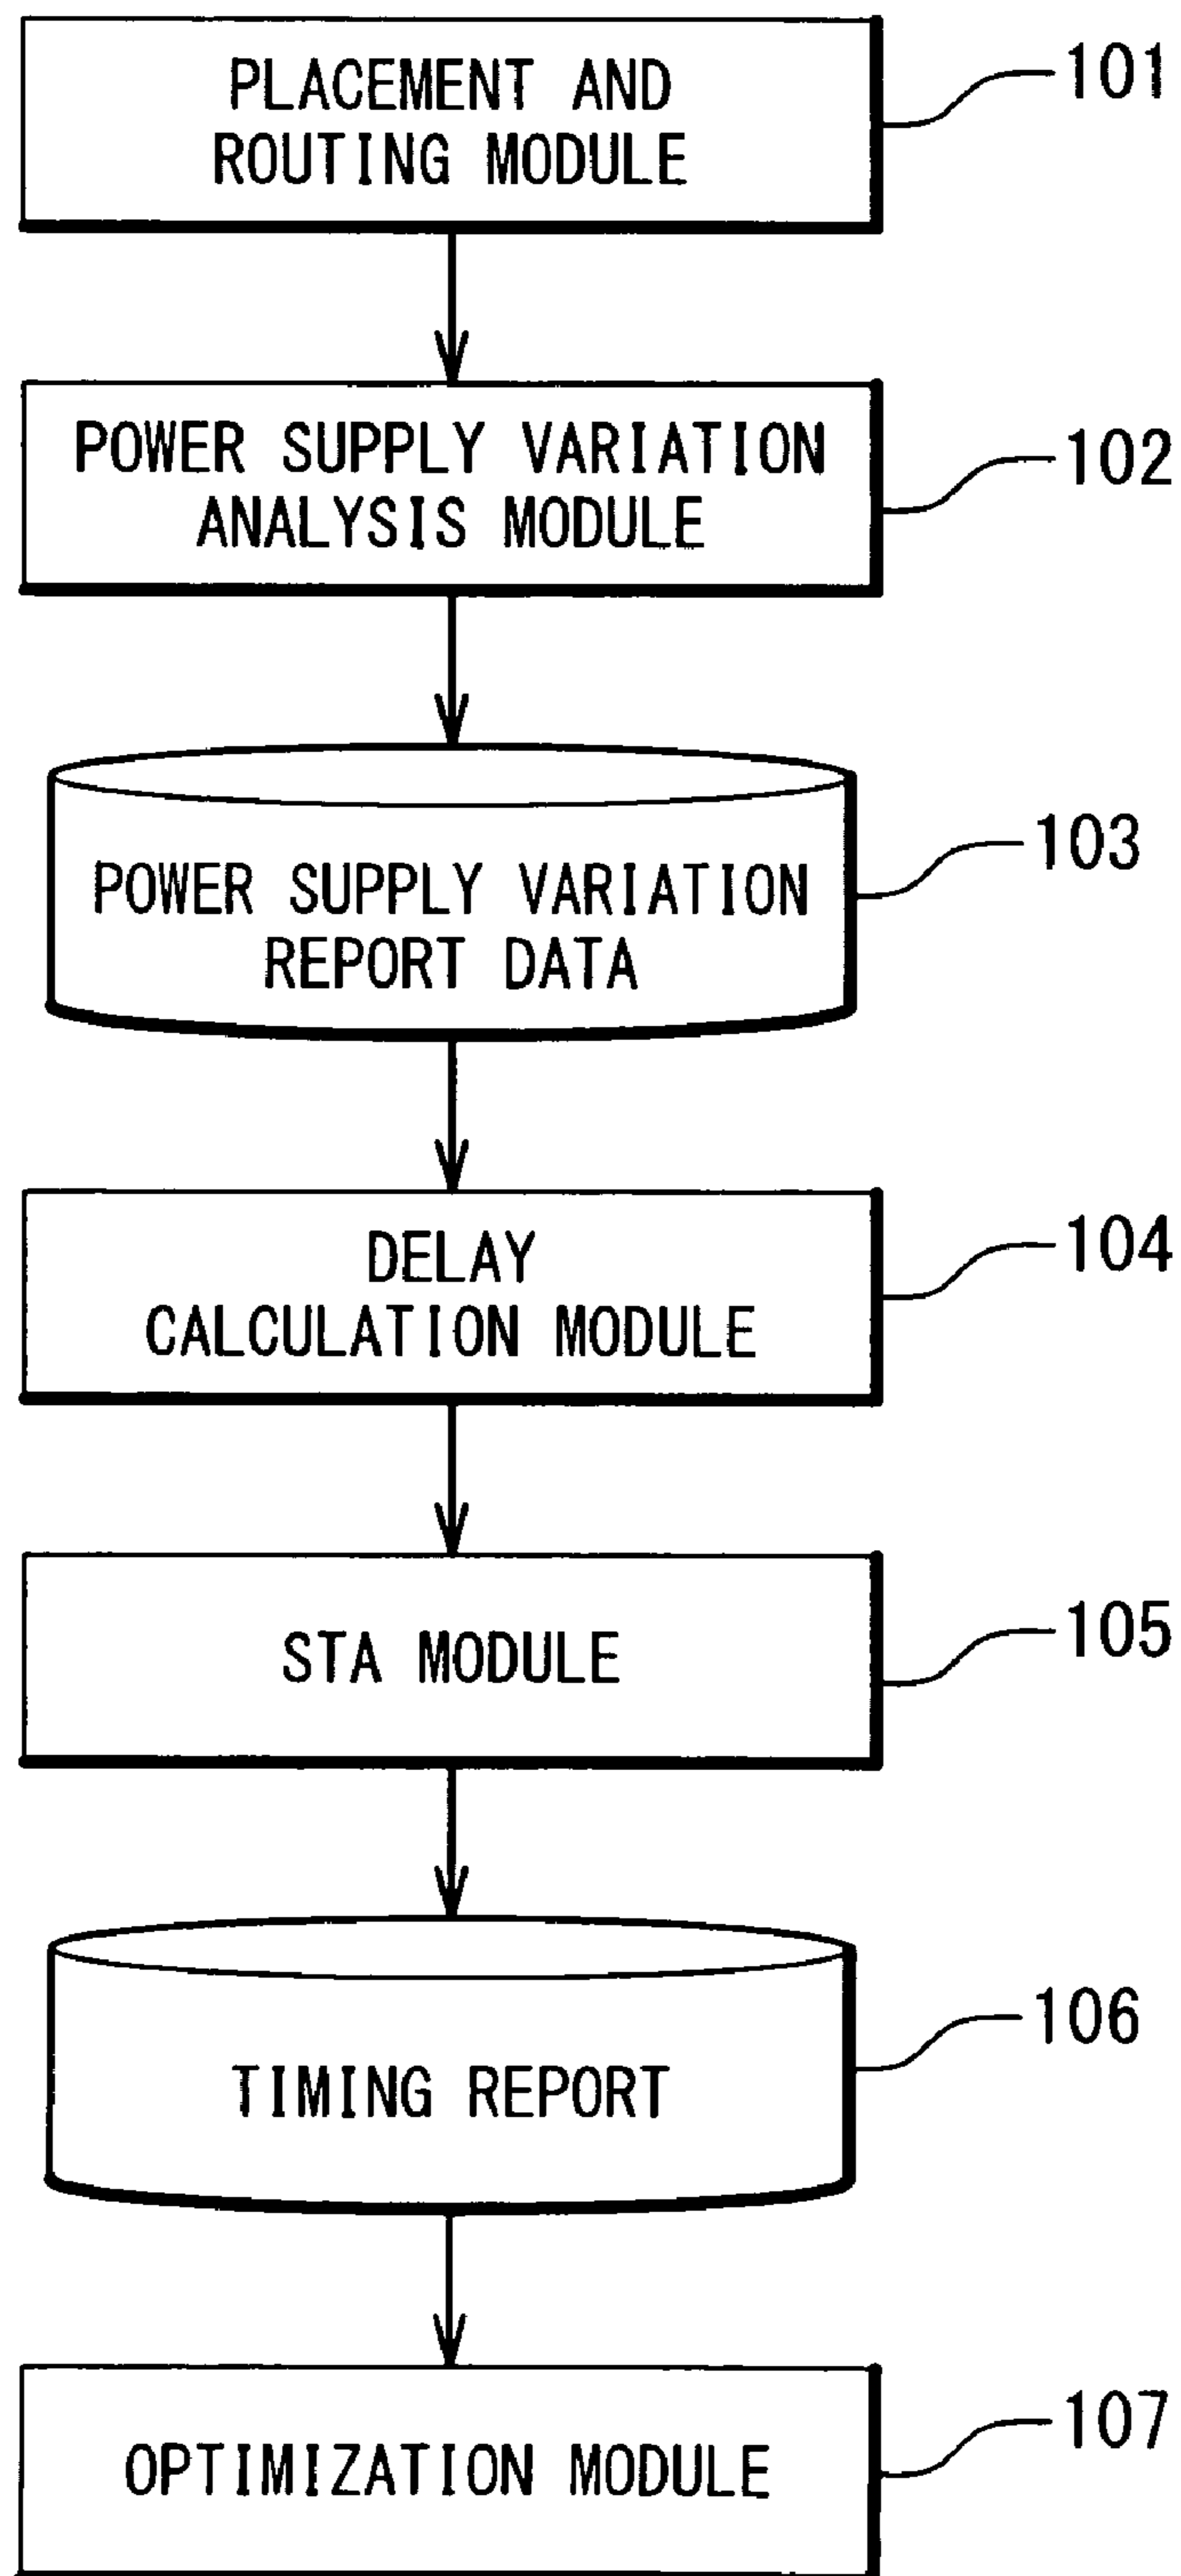 PLACEMENT AND
ROUTING MODULE
101
POWER SUPPLY VARIATION
ANALYSIS MODULE
102
POWER SUPPLY VARIATION
REPORT DATA
103
DELAY
CALCULATION MODULE
104
STA MODULE
105
TIMING REPORT
106
OPTIMIZATION MODULE
107